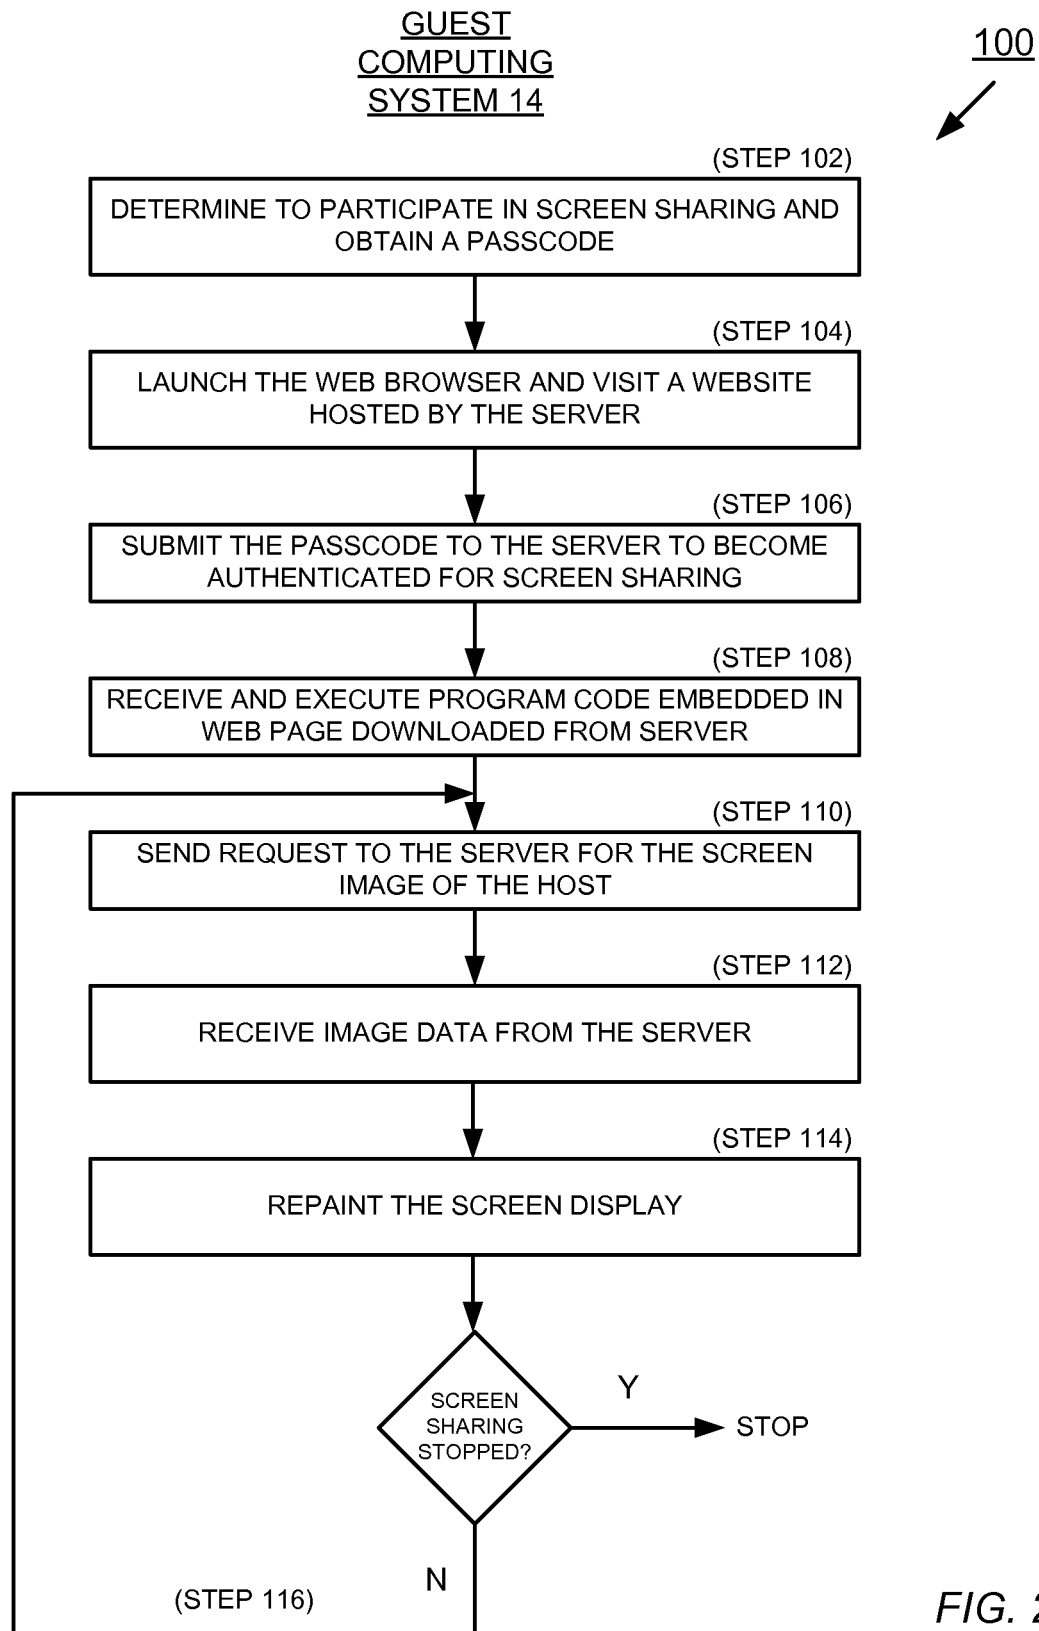 GUEST
COMPUTING
SYSTEM 14
100
(STEP 102)
DETERMINE TO PARTICIPATE IN SCREEN SHARING AND
OBTAIN A PASSCODE
(STEP 104)
LAUNCH THE WEB BROWSER AND VISIT A WEBSITE
HOSTED BY THE SERVER
(STEP 106)
SUBMIT THE PASSCODE TO THE SERVER TO BECOME
AUTHENTICATED FOR SCREEN SHARING
(STEP 108)
RECEIVE AND EXECUTE PROGRAM CODE EMBEDDED IN
WEB PAGE DOWNLOADED FROM SERVER
(STEP 110)
SEND REQUEST TO THE SERVER FOR THE SCREEN
IMAGE OF THE HOST
(STEP 112)
RECEIVE IMAGE DATA FROM THE SERVER
(STEP 114)
REPAINT THE SCREEN DISPLAY
SCREEN
SHARING
STOPPED?
Y
STOP
N
(STEP 116)
FIG. 2